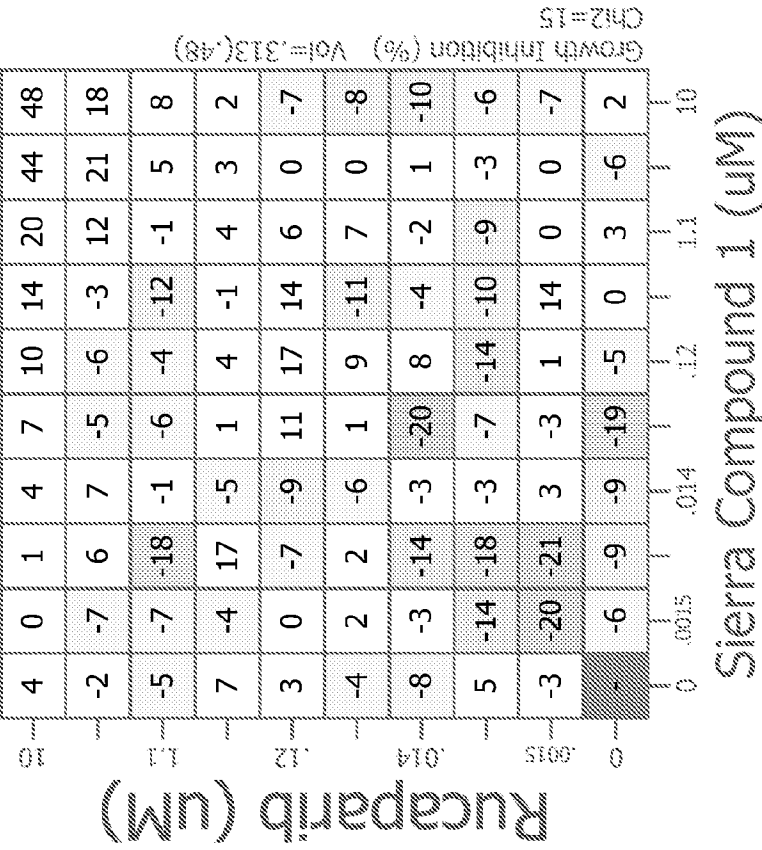 Rucaparib (uM)
10 4 0 1 4 7 10 14 20 44 48
-2 -7 6 7 -5 -6 -3 12 21 18
1.1 -5 -7 -18 -1 -6 -4 -12 -1 5 8
7 -4 17 -5 1 4 -1 4 3 2
.12 3 0 -7 -9 11 17 14 6 0 -7
-4 2 2 -6 1 9 -11 7 0 -8
.014 -8 -3 -14 -3 -20 8 -4 -2 1 -10
5 -14 -18 -3 -7 -14 -10 -9 -3 -6
.0015 -3 -20 -21 3 -3 1 14 0 0 -7
0 - -6 -9 -9 -19 -5 0 3 -6 2
0 .0015 .014 .12 1.1 10
Sierra Compound 1 (uM)
Growth Inhibition (%) Vol=.313(.48)
Chi2=15